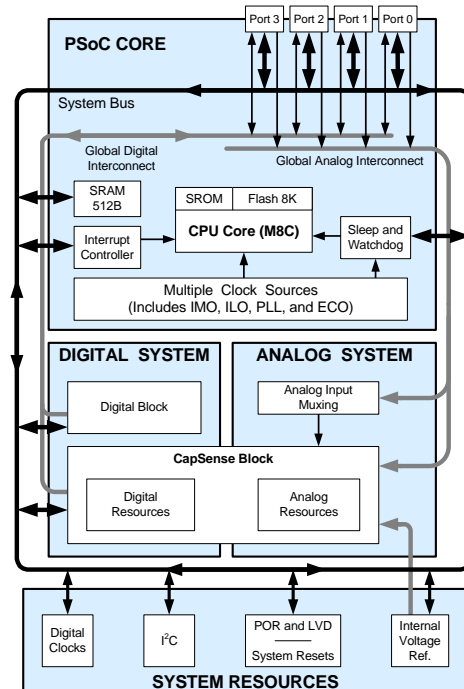 Port 3 Port 2 Port 1 Port 0
PSoC CORE
System Bus
Global Digital
Interconnect
Global Analog Interconnect
SRAM
512B
SROM Flash 8K
CPU Core (M8C)
Interrupt
Controller
Sleep and
Watchdog
Multiple Clock Sources
(Includes IMO, ILO, PLL, and ECO)
DIGITAL SYSTEM
ANALOG SYSTEM
Digital Block
Analog Input
Muxing
CapSense Block
Digital
Resources
Analog
Resources
Digital
Clocks
I²C
POR and LVD
System Resets
Internal
Voltage
Ref.
SYSTEM RESOURCES